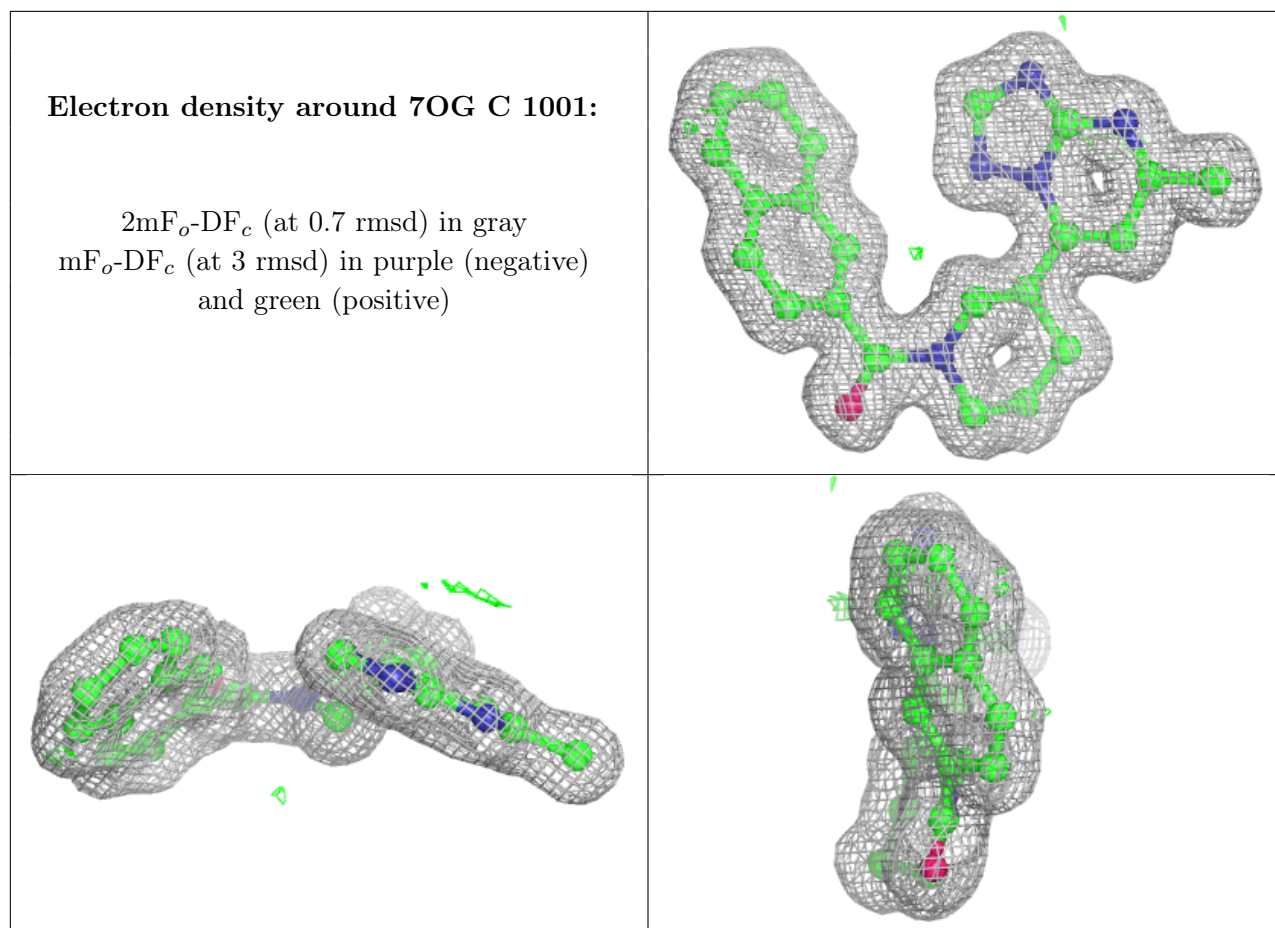 Electron density around 7OG C 1001:
2mFo-DFc (at 0.7 rmsd) in gray
mFo-DFc (at 3 rmsd) in purple (negative)
and green (positive)